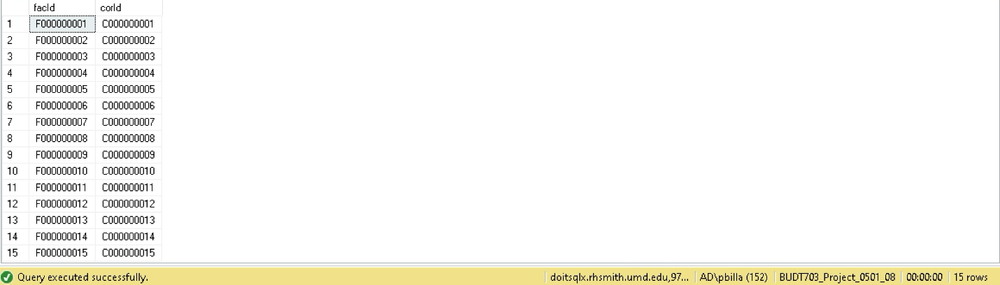 facId corId
1 F000000001 C000000001
2 F000000002 C000000002
3 F000000003 C000000003
4 F000000004 C000000004
5 F000000005 C000000005
6 F000000006 C000000006
7 F000000007 C000000007
8 F000000008 C000000008
9 F000000009 C000000009
10 F000000010 C000000010
11 F000000011 C000000011
12 F000000012 C000000012
13 F000000013 C000000013
14 F000000014 C000000014
15 F000000015 C000000015
Query executed successfully. doitsqlx.rhsmith.umd.edu,97... AD\pbilla (152) BUDT703_Project_0501_08 00:00:00 15 rows